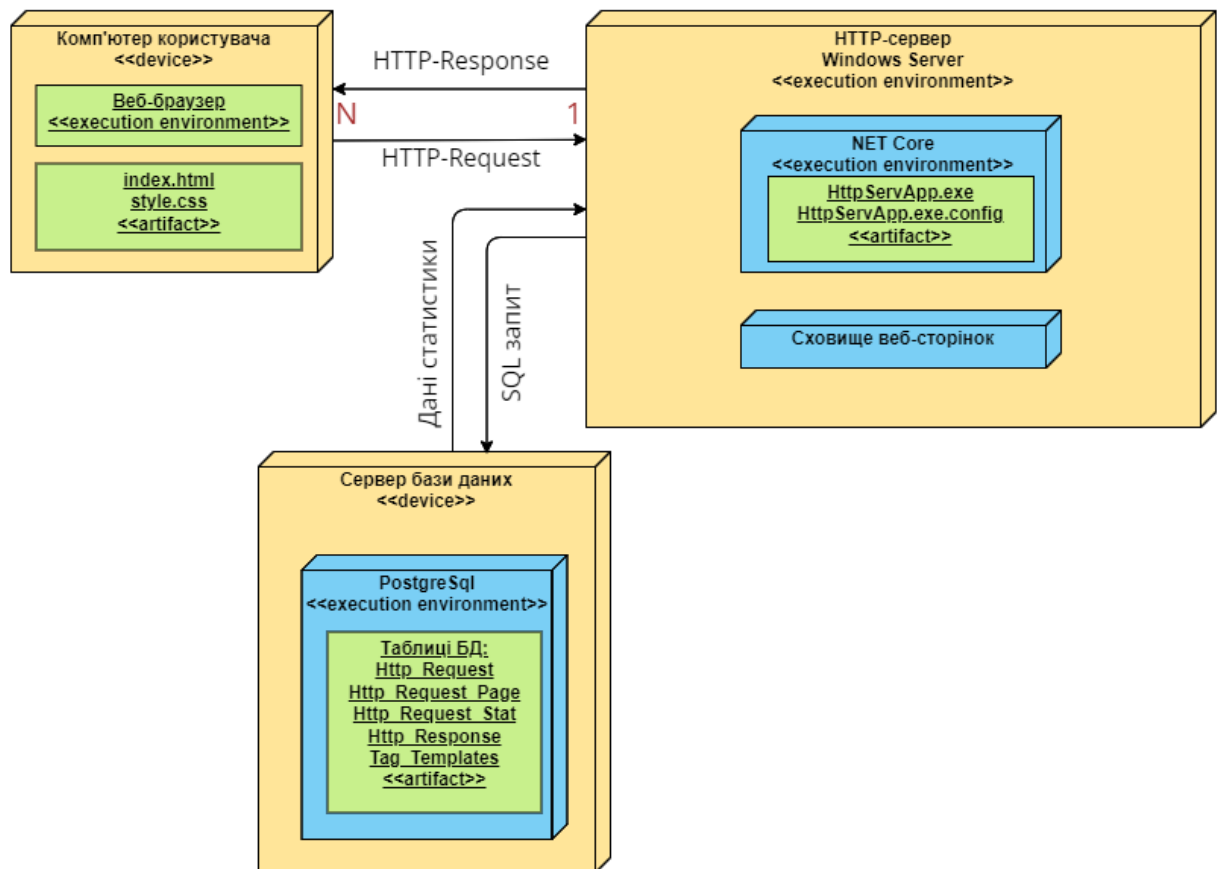 Комп'ютер користувача
<<device>>
Веб-браузер
<<execution environment>>
index.html
style.css
<<artifact>>
HTTP-Response
N
1
HTTP-Request
HTTP-сервер
Windows Server
<<execution environment>>
NET Core
<<execution environment>>
HttpServApp.exe
HttpServApp.exe.config
<<artifact>>
Сховище веб-сторінок
Дані статистики
SQL запит
Сервер бази даних
<<device>>
PostgreSql
<<execution environment>>
Таблиці БД:
Http_Request
Http_Request_Page
Http_Request_Stat
Http_Response
Tag_Templates
<<artifact>>